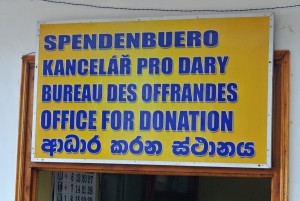 SPENDENBUERO
KANCELÁŘ PRO DARY
BUREAU DES OFFRANDES
OFFICE FOR DONATION
ආධාර කරන ස්ථානය